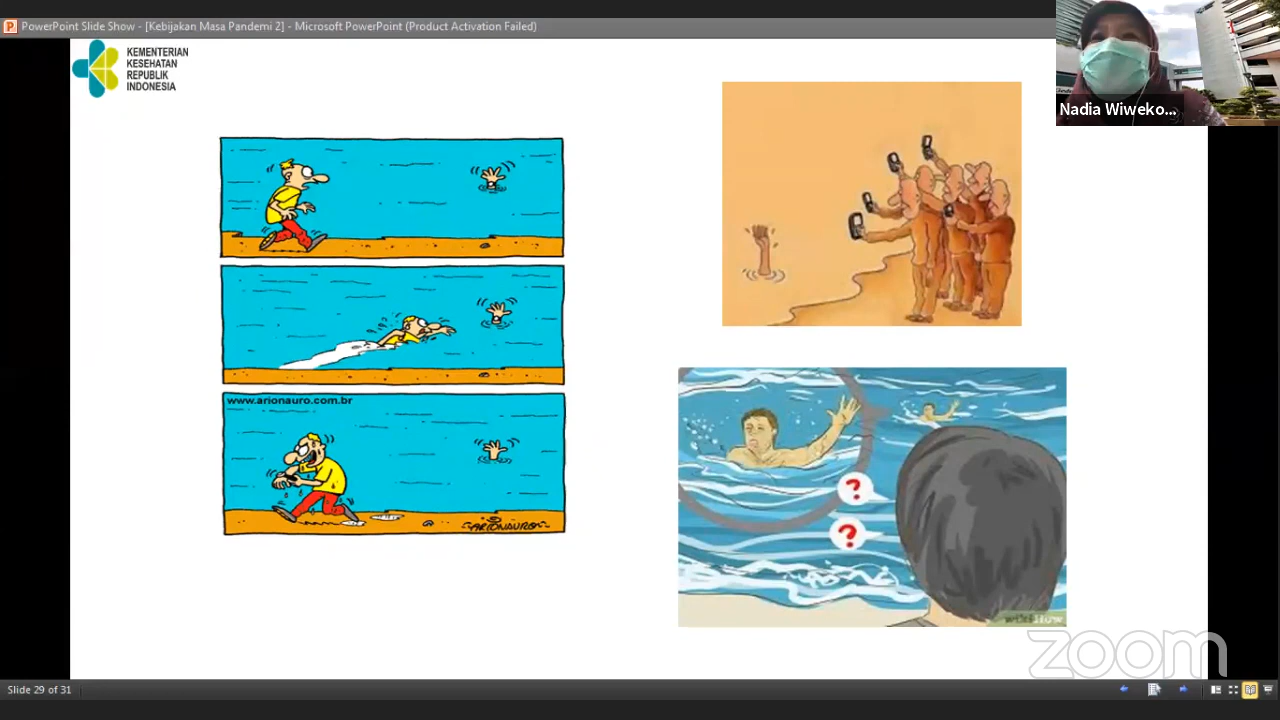 PowerPoint Slide Show - [Kebijakan Masa Pandemi 2] - Microsoft PowerPoint (Product Activation Failed)
KEMENTERIAN
KESEHATAN
REPUBLIK
INDONESIA
Nadia Wiweko...
www.arionauro.com.br
ARIONAURO
?
?
wikiHow
zoom
Slide 29 of 31